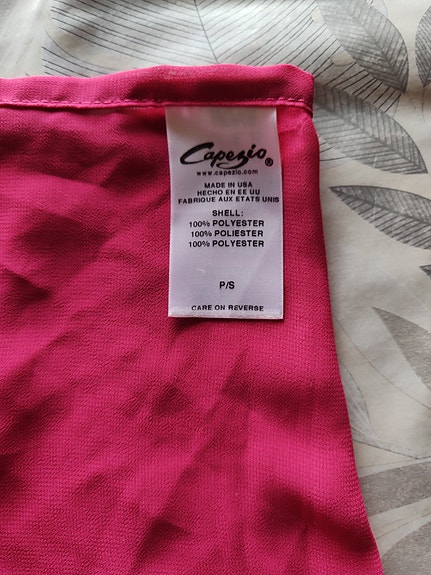 Capezio®
www.capezio.com
MADE IN USA
HECHO EN EE UU
FABRIQUE AUX ETATS UNIS
SHELL:
100% POLYESTER
100% POLIESTER
100% POLYESTER
P/S
CARE ON REVERSE